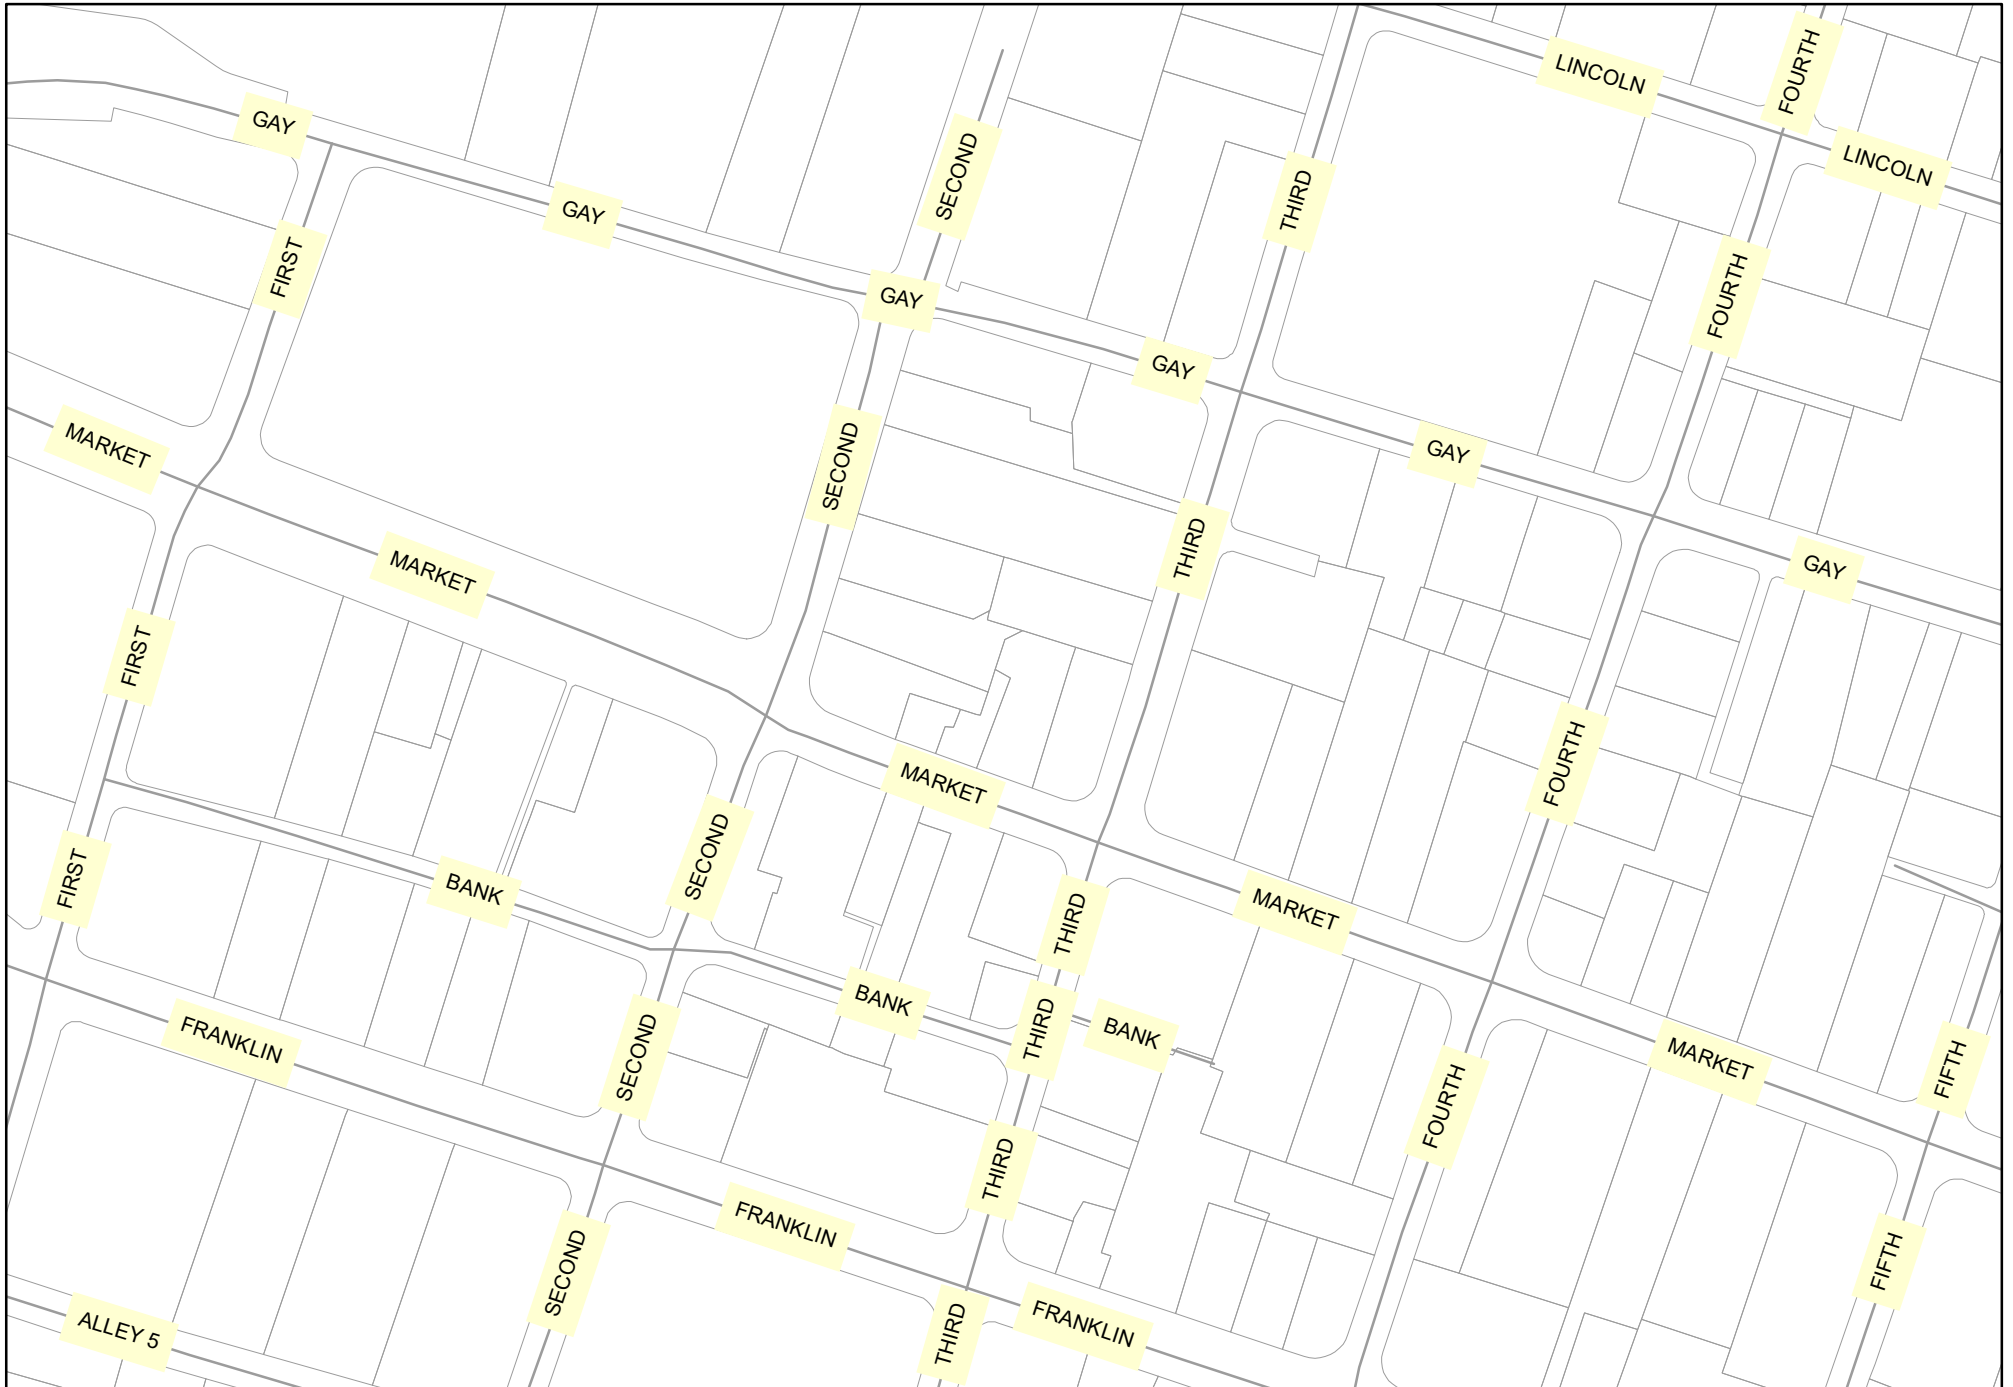 LINCOLN
FOURTH
GAY
SECOND
LINCOLN
GAY
THIRD
FIRST
FOURTH
GAY
GAY
MARKET
SECOND
GAY
MARKET
THIRD
GAY
FIRST
MARKET
FOURTH
FIRST
BANK
SECOND
MARKET
THIRD
BANK
THIRD
BANK
FRANKLIN
SECOND
MARKET
FOURTH
FIFTH
THIRD
FRANKLIN
SECOND
FIFTH
ALLEY 5
THIRD
FRANKLIN